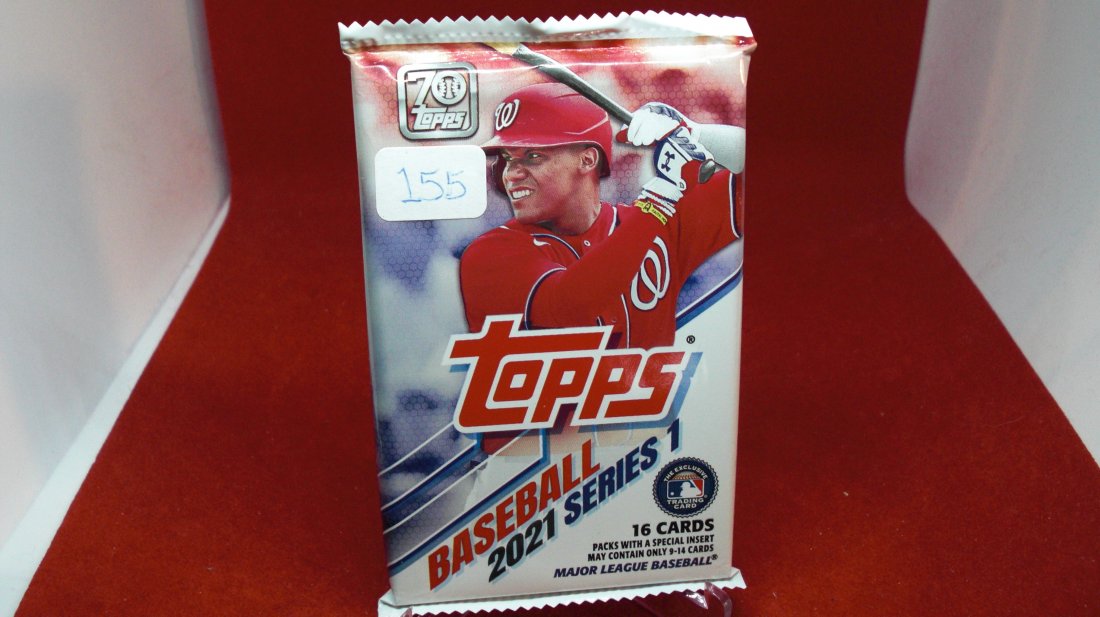 70
Topps
W
155
W
Topps®
BASEBALL
2021 SERIES 1
THE EXCLUSIVE
TRADING
CARD
16 CARDS
PACKS WITH A SPECIAL INSERT
MAY CONTAIN ONLY 9-14 CARDS
MAJOR LEAGUE BASEBALL®